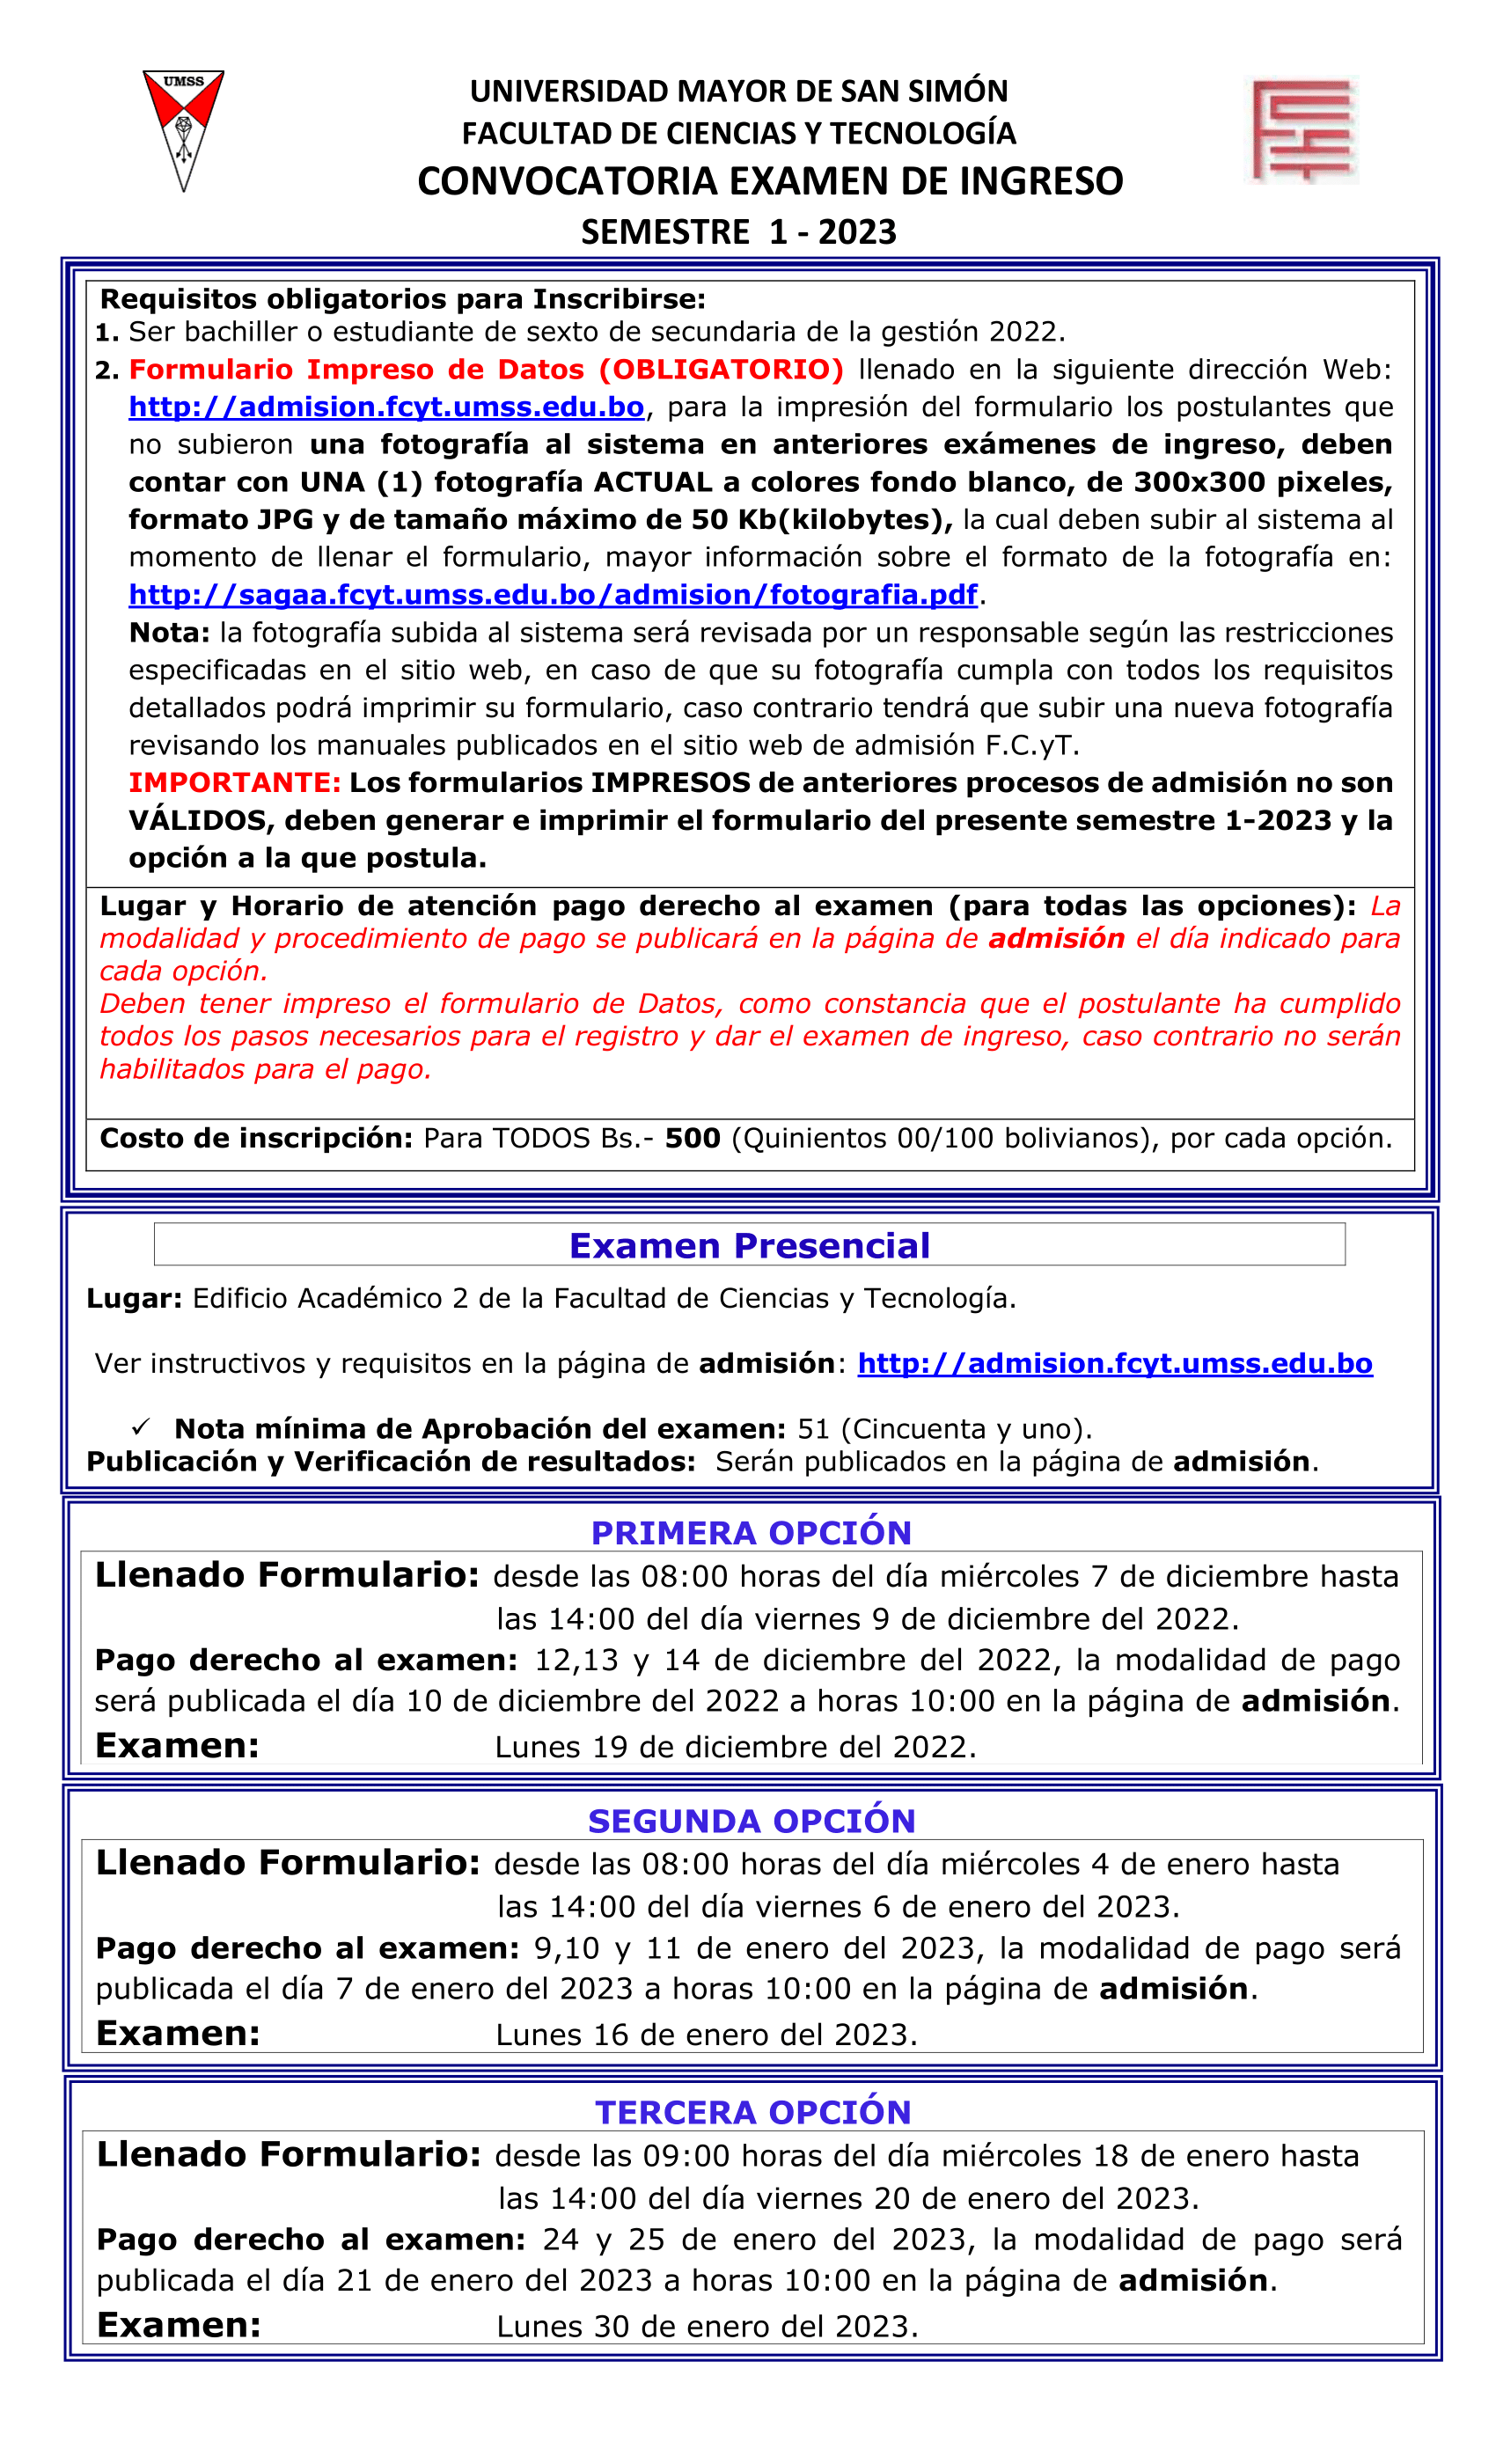 UMSS
UNIVERSIDAD MAYOR DE SAN SIMÓN
FACULTAD DE CIENCIAS Y TECNOLOGÍA
CONVOCATORIA EXAMEN DE INGRESO
SEMESTRE 1 - 2023
Requisitos obligatorios para Inscribirse:
1. Ser bachiller o estudiante de sexto de secundaria de la gestión 2022.
2. Formulario Impreso de Datos (OBLIGATORIO) llenado en la siguiente dirección Web:
http://admision.fcyt.umss.edu.bo, para la impresión del formulario los postulantes que
no subieron una fotografía al sistema en anteriores exámenes de ingreso, deben
contar con UNA (1) fotografía ACTUAL a colores fondo blanco, de 300x300 pixeles,
formato JPG y de tamaño máximo de 50 Kb(kilobytes), la cual deben subir al sistema al
momento de llenar el formulario, mayor información sobre el formato de la fotografía en:
http://sagaa.fcyt.umss.edu.bo/admision/fotografia.pdf.
Nota: la fotografía subida al sistema será revisada por un responsable según las restricciones
especificadas en el sitio web, en caso de que su fotografía cumpla con todos los requisitos
detallados podrá imprimir su formulario, caso contrario tendrá que subir una nueva fotografía
revisando los manuales publicados en el sitio web de admisión F.C.yT.
IMPORTANTE: Los formularios IMPRESOS de anteriores procesos de admisión no son
VÁLIDOS, deben generar e imprimir el formulario del presente semestre 1-2023 y la
opción a la que postula.
Lugar y Horario de atención pago derecho al examen (para todas las opciones): La
modalidad y procedimiento de pago se publicará en la página de admisión el día indicado para
cada opción.
Deben tener impreso el formulario de Datos, como constancia que el postulante ha cumplido
todos los pasos necesarios para el registro y dar el examen de ingreso, caso contrario no serán
habilitados para el pago.
Costo de inscripción: Para TODOS Bs.- 500 (Quinientos 00/100 bolivianos), por cada opción.
Examen Presencial
Lugar: Edificio Académico 2 de la Facultad de Ciencias y Tecnología.
Ver instructivos y requisitos en la página de admisión: http://admision.fcyt.umss.edu.bo
✓ Nota mínima de Aprobación del examen: 51 (Cincuenta y uno).
Publicación y Verificación de resultados: Serán publicados en la página de admisión.
PRIMERA OPCIÓN
Llenado Formulario: desde las 08:00 horas del día miércoles 7 de diciembre hasta
las 14:00 del día viernes 9 de diciembre del 2022.
Pago derecho al examen: 12,13 y 14 de diciembre del 2022, la modalidad de pago
será publicada el día 10 de diciembre del 2022 a horas 10:00 en la página de admisión.
Examen: Lunes 19 de diciembre del 2022.
SEGUNDA OPCIÓN
Llenado Formulario: desde las 08:00 horas del día miércoles 4 de enero hasta
las 14:00 del día viernes 6 de enero del 2023.
Pago derecho al examen: 9,10 y 11 de enero del 2023, la modalidad de pago será
publicada el día 7 de enero del 2023 a horas 10:00 en la página de admisión.
Examen: Lunes 16 de enero del 2023.
TERCERA OPCIÓN
Llenado Formulario: desde las 09:00 horas del día miércoles 18 de enero hasta
las 14:00 del día viernes 20 de enero del 2023.
Pago derecho al examen: 24 y 25 de enero del 2023, la modalidad de pago será
publicada el día 21 de enero del 2023 a horas 10:00 en la página de admisión.
Examen: Lunes 30 de enero del 2023.